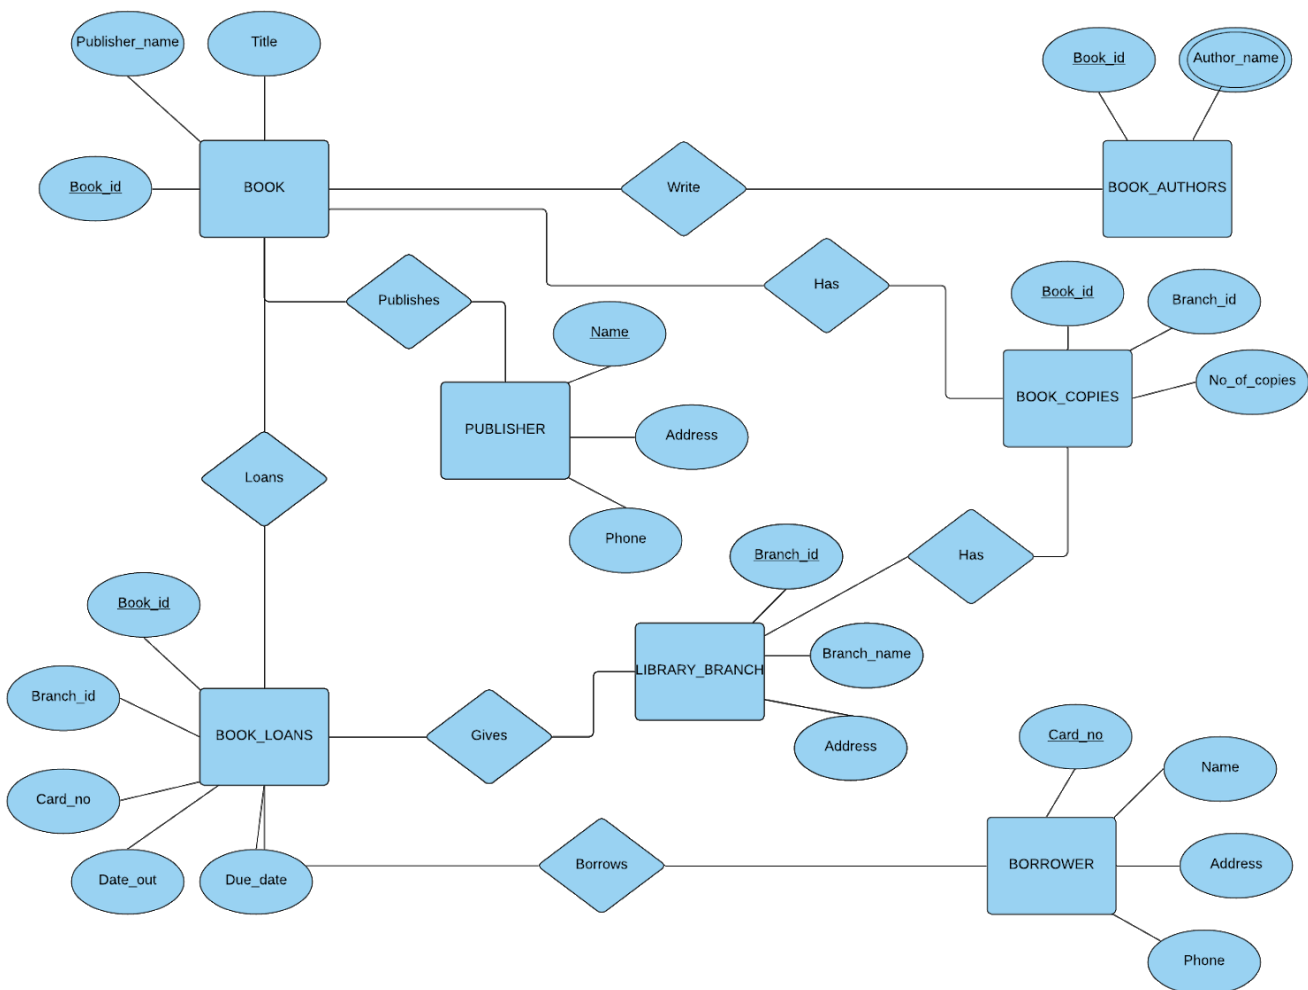 Publisher_name
Title
Book_id
Author_name
Book_id
BOOK
Write
BOOK_AUTHORS
Publishes
Has
Book_id
Branch_id
Name
No_of_copies
BOOK_COPIES
PUBLISHER
Address
Loans
Phone
Branch_id
Has
Book_id
Branch_name
LIBRARY_BRANCH
Branch_id
BOOK_LOANS
Gives
Address
Card_no
Name
Card_no
Date_out
Due_date
Borrows
BORROWER
Address
Phone